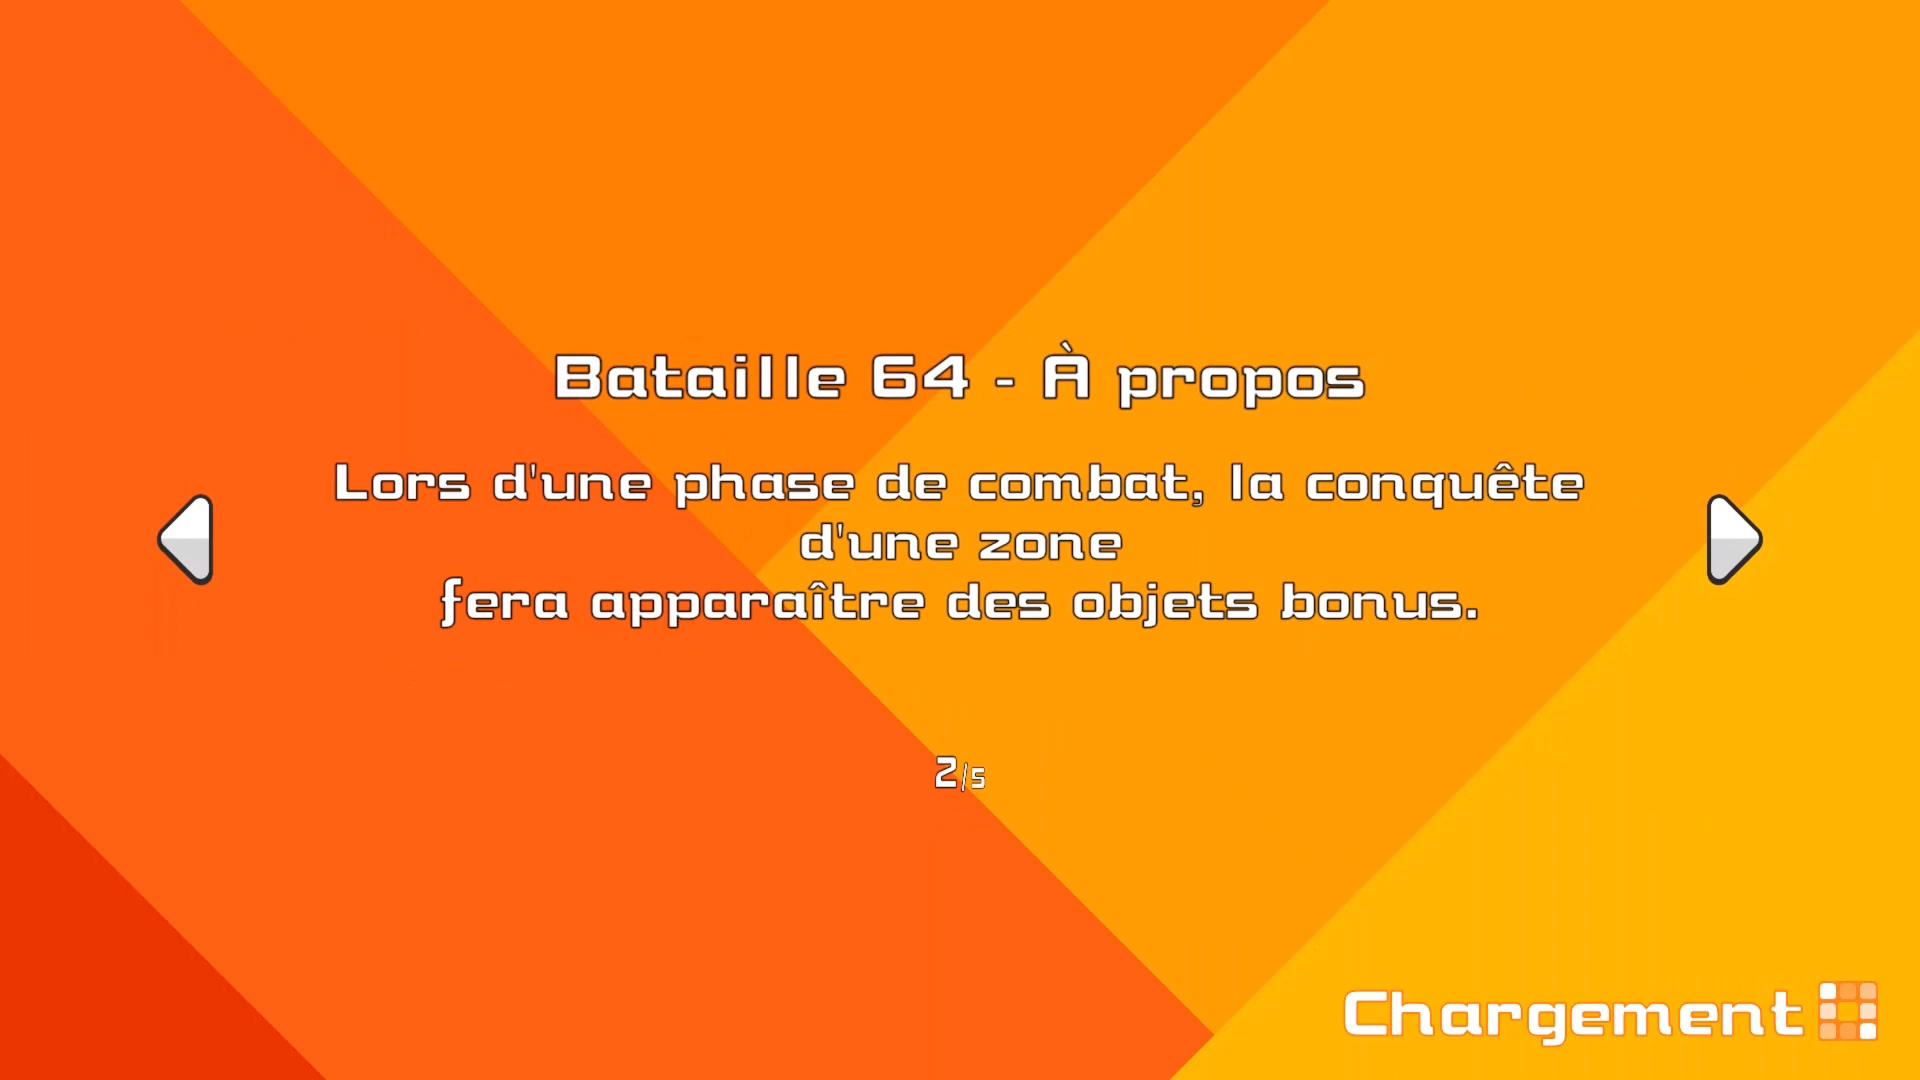 Bataille 64 - À propos
Lors d'une phase de combat, la conquête
d'une zone
fera apparaître des objets bonus.
2/5
Chargement